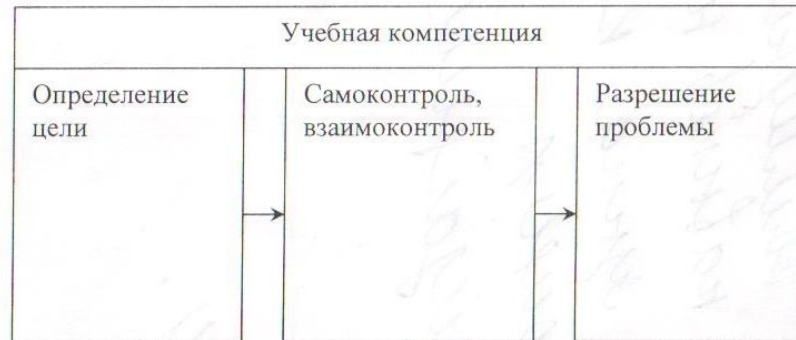 Учебная компетенция
Определение
цели
Самоконтроль,
взаимоконтроль
Разрешение
проблемы